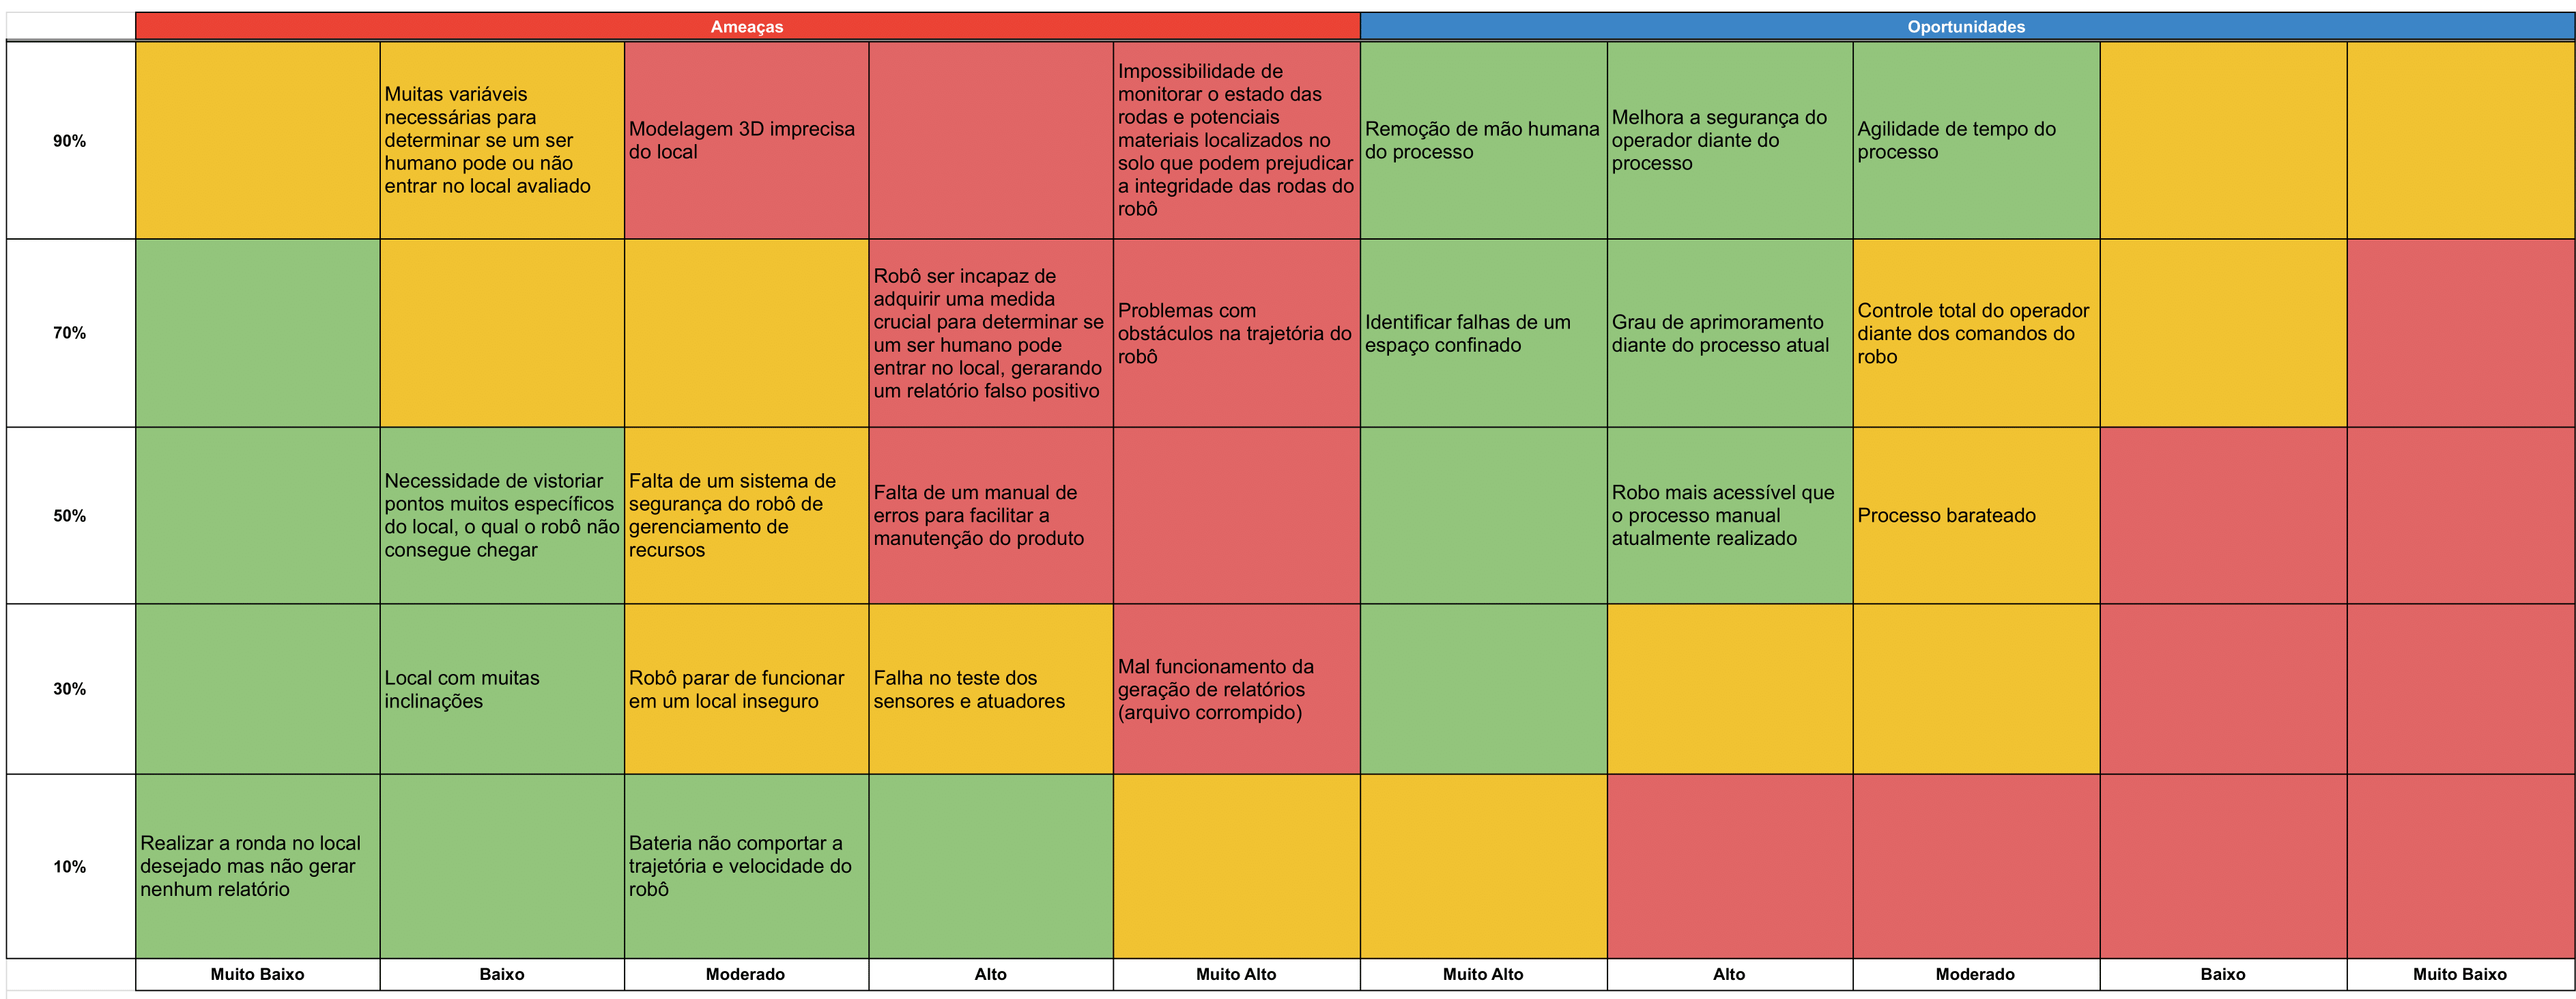 Ameaças
Oportunidades
90%
Muitas variáveis
necessárias para
determinar se um ser
humano pode ou não
entrar no local avaliado
Modelagem 3D imprecisa
do local
Impossibilidade de
monitorar o estado das
rodas e potenciais
materiais localizados no
solo que podem prejudicar
a integridade das rodas do
robô
Remoção de mão humana
do processo
Melhora a segurança do
operador diante do
processo
Agilidade de tempo do
processo
70%
Robô ser incapaz de
adquirir uma medida
crucial para determinar se
um ser humano pode
entrar no local, gerarando
um relatório falso positivo
Problemas com
obstáculos na trajetória do
robô
Identificar falhas de um
espaço confinado
Grau de aprimoramento
diante do processo atual
Controle total do operador
diante dos comandos do
robo
50%
Necessidade de vistoriar
pontos muitos específicos
do local, o qual o robô não
consegue chegar
Falta de um sistema de
segurança do robô de
gerenciamento de
recursos
Falta de um manual de
erros para facilitar a
manutenção do produto
Robo mais acessível que
o processo manual
atualmente realizado
Processo barateado
30%
Local com muitas
inclinações
Robô parar de funcionar
em um local inseguro
Falha no teste dos
sensores e atuadores
Mal funcionamento da
geração de relatórios
(arquivo corrompido)
10%
Realizar a ronda no local
desejado mas não gerar
nenhum relatório
Bateria não comportar a
trajetória e velocidade do
robô
Muito Baixo
Baixo
Moderado
Alto
Muito Alto
Muito Alto
Alto
Moderado
Baixo
Muito Baixo